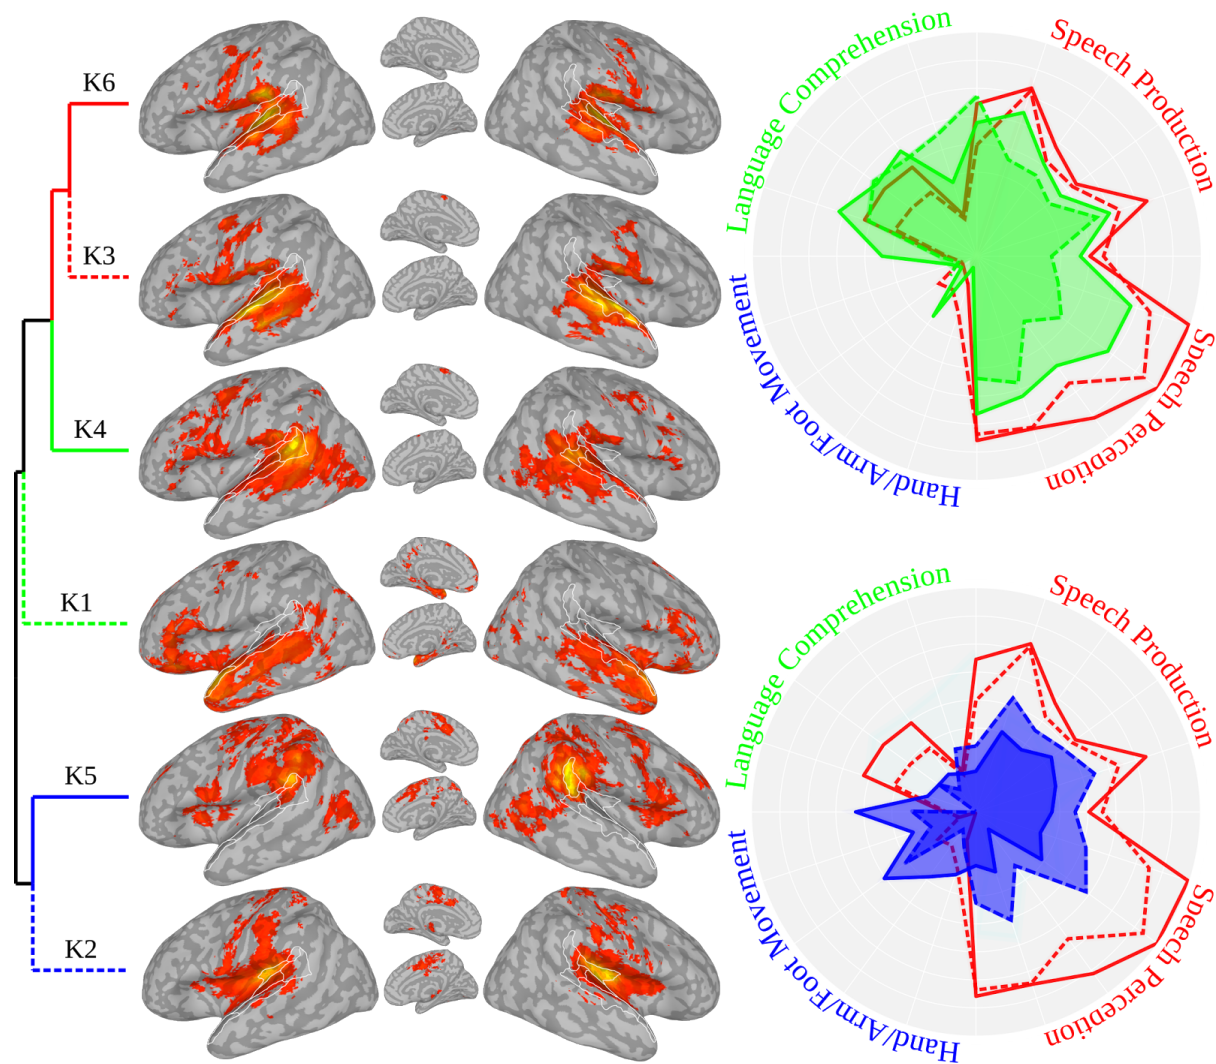 K6
K3
K4
K1
K5
K2
Language Comprehension
Speech Production
Hand/Arm/Foot Movement
Speech Perception
Language Comprehension
Speech Production
Hand/Arm/Foot Movement
Speech Perception